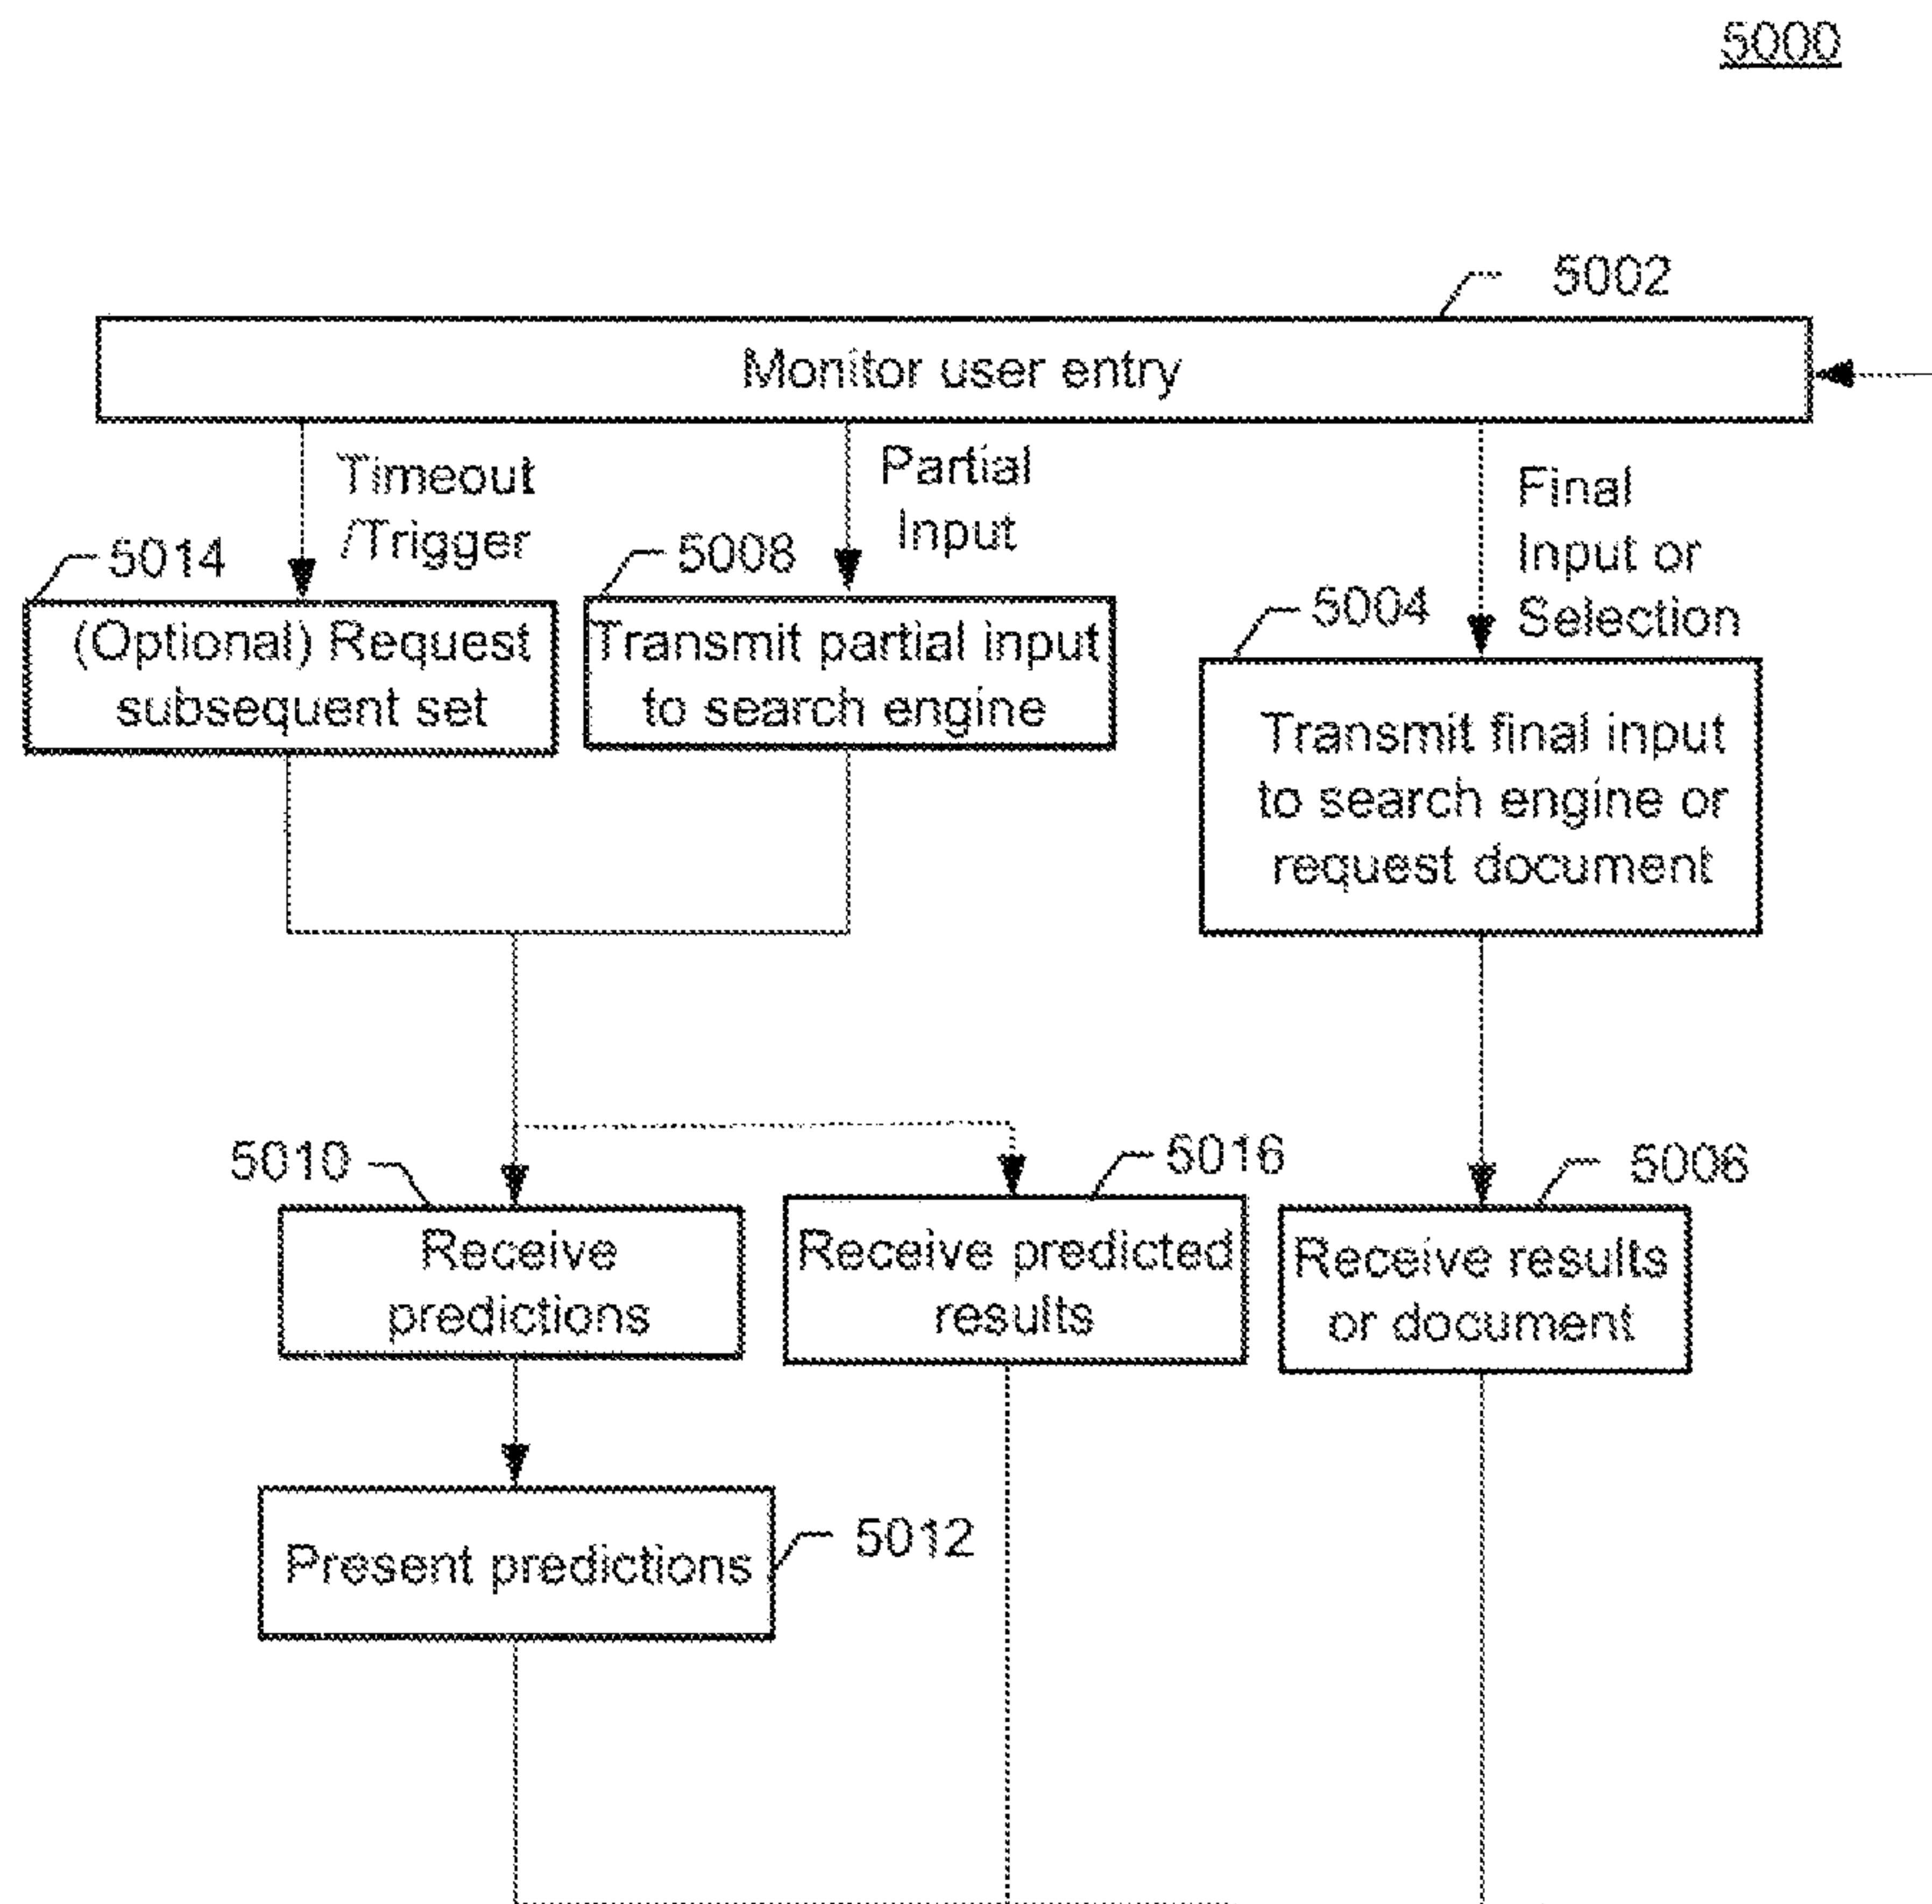 5000
5002
Monitor user entry
Timeout
/Trigger
Partial
Input
Final
Input or
Selection
5014
(Optional) Request
subsequent set
5008
Transmit partial input
to search engine
5004
Transmit final input
to search engine or
request document
5010
Receive
predictions
5016
Receive predicted
results
5006
Receive results
or document
Present predictions
5012